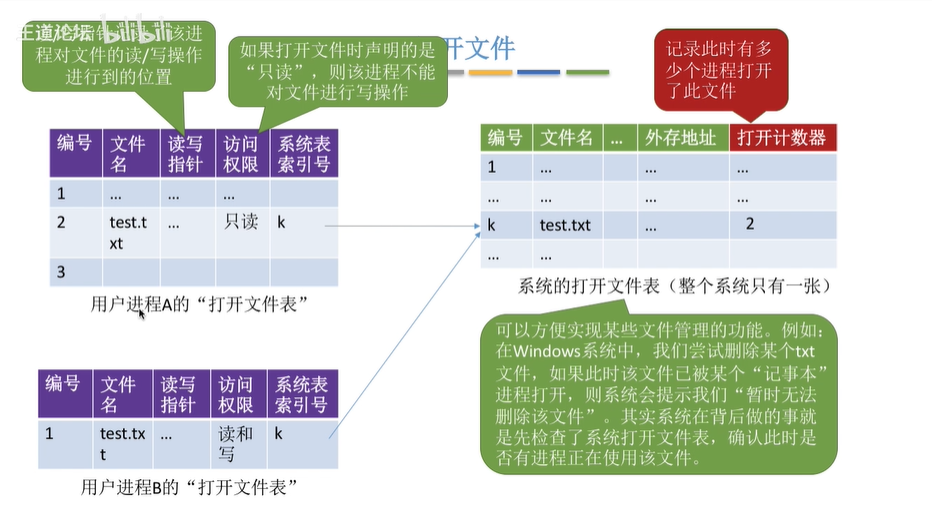 王道论坛 bilibili
开文件
该进
程对文件的读/写操作
进行到的位置
如果打开文件时声明的是
“只读”，则该进程不能
对文件进行写操作
记录此时有多
少个进程打开
了此文件
编号 文件名 读写指针 访问权限 系统表索引号
1 ... ... ...
2 test.txt ... 只读 k
3
用户进程A的“打开文件表”
编号 文件名 ... 外存地址 打开计数器
1 ... ... ...
... ... ... ...
k test.txt ... 2
... ...
系统的打开文件表（整个系统只有一张）
可以方便实现某些文件管理的功能。例如：
在Windows系统中，我们尝试删除某个txt
文件，如果此时该文件已被某个“记事本”
进程打开，则系统会提示我们“暂时无法
删除该文件”。其实系统在背后做的事就
是先检查了系统打开文件表，确认此时是
否有进程正在使用该文件。
编号 文件名 读写指针 访问权限 系统表索引号
1 test.txt ... 读和写 k
用户进程B的“打开文件表”